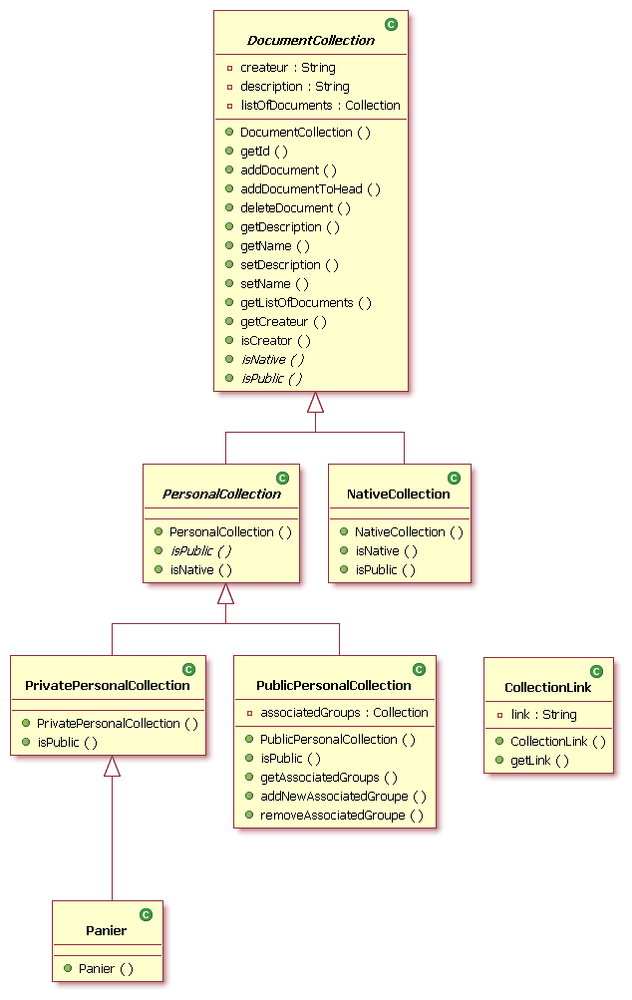 C
DocumentCollection
createur : String
description : String
listOfDocuments : Collection
DocumentCollection ( )
getId ( )
addDocument ( )
addDocumentToHead ( )
deleteDocument ( )
getDescription ( )
getName ( )
setDescription ( )
setName ( )
getListOfDocuments ( )
getCreateur ( )
isCreator ( )
isNative ( )
isPublic ( )
C
PersonalCollection
PersonalCollection ( )
isPublic ( )
isNative ( )
C
NativeCollection
NativeCollection ( )
isNative ( )
isPublic ( )
C
PrivatePersonalCollection
PrivatePersonalCollection ( )
isPublic ( )
C
PublicPersonalCollection
associatedGroups : Collection
PublicPersonalCollection ( )
isPublic ( )
getAssociatedGroups ( )
addNewAssociatedGroupe ( )
removeAssociatedGroupe ( )
C
CollectionLink
link : String
CollectionLink ( )
getLink ( )
C
Panier
Panier ( )